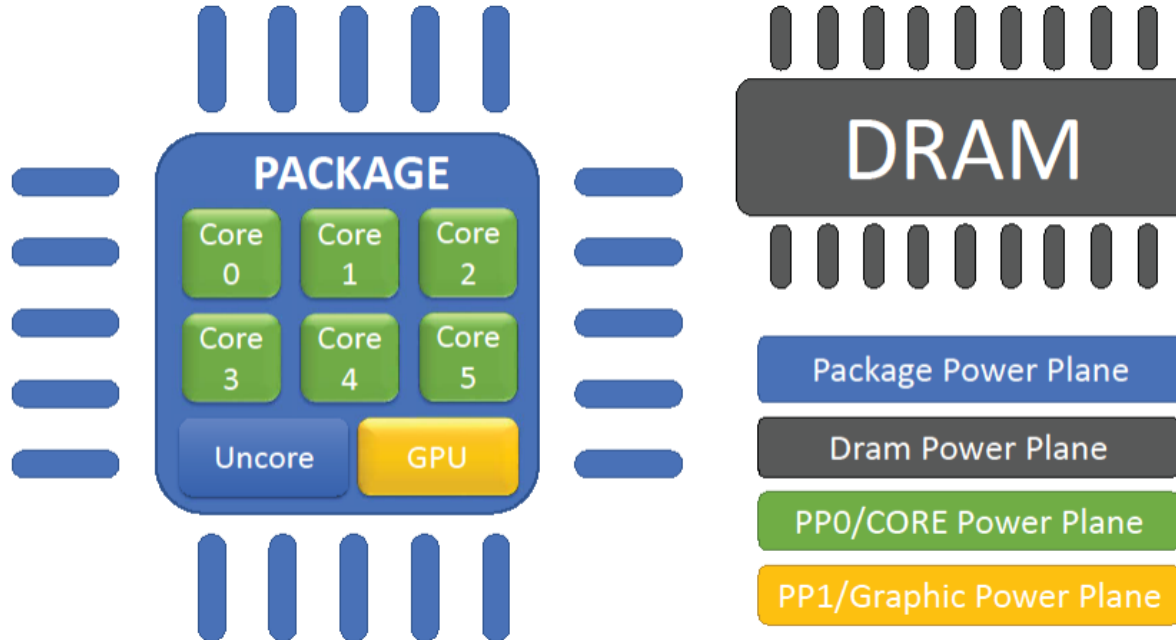 PACKAGE
Core
0
Core
1
Core
2
Core
3
Core
4
Core
5
Uncore
GPU
DRAM
Package Power Plane
Dram Power Plane
PP0/CORE Power Plane
PP1/Graphic Power Plane